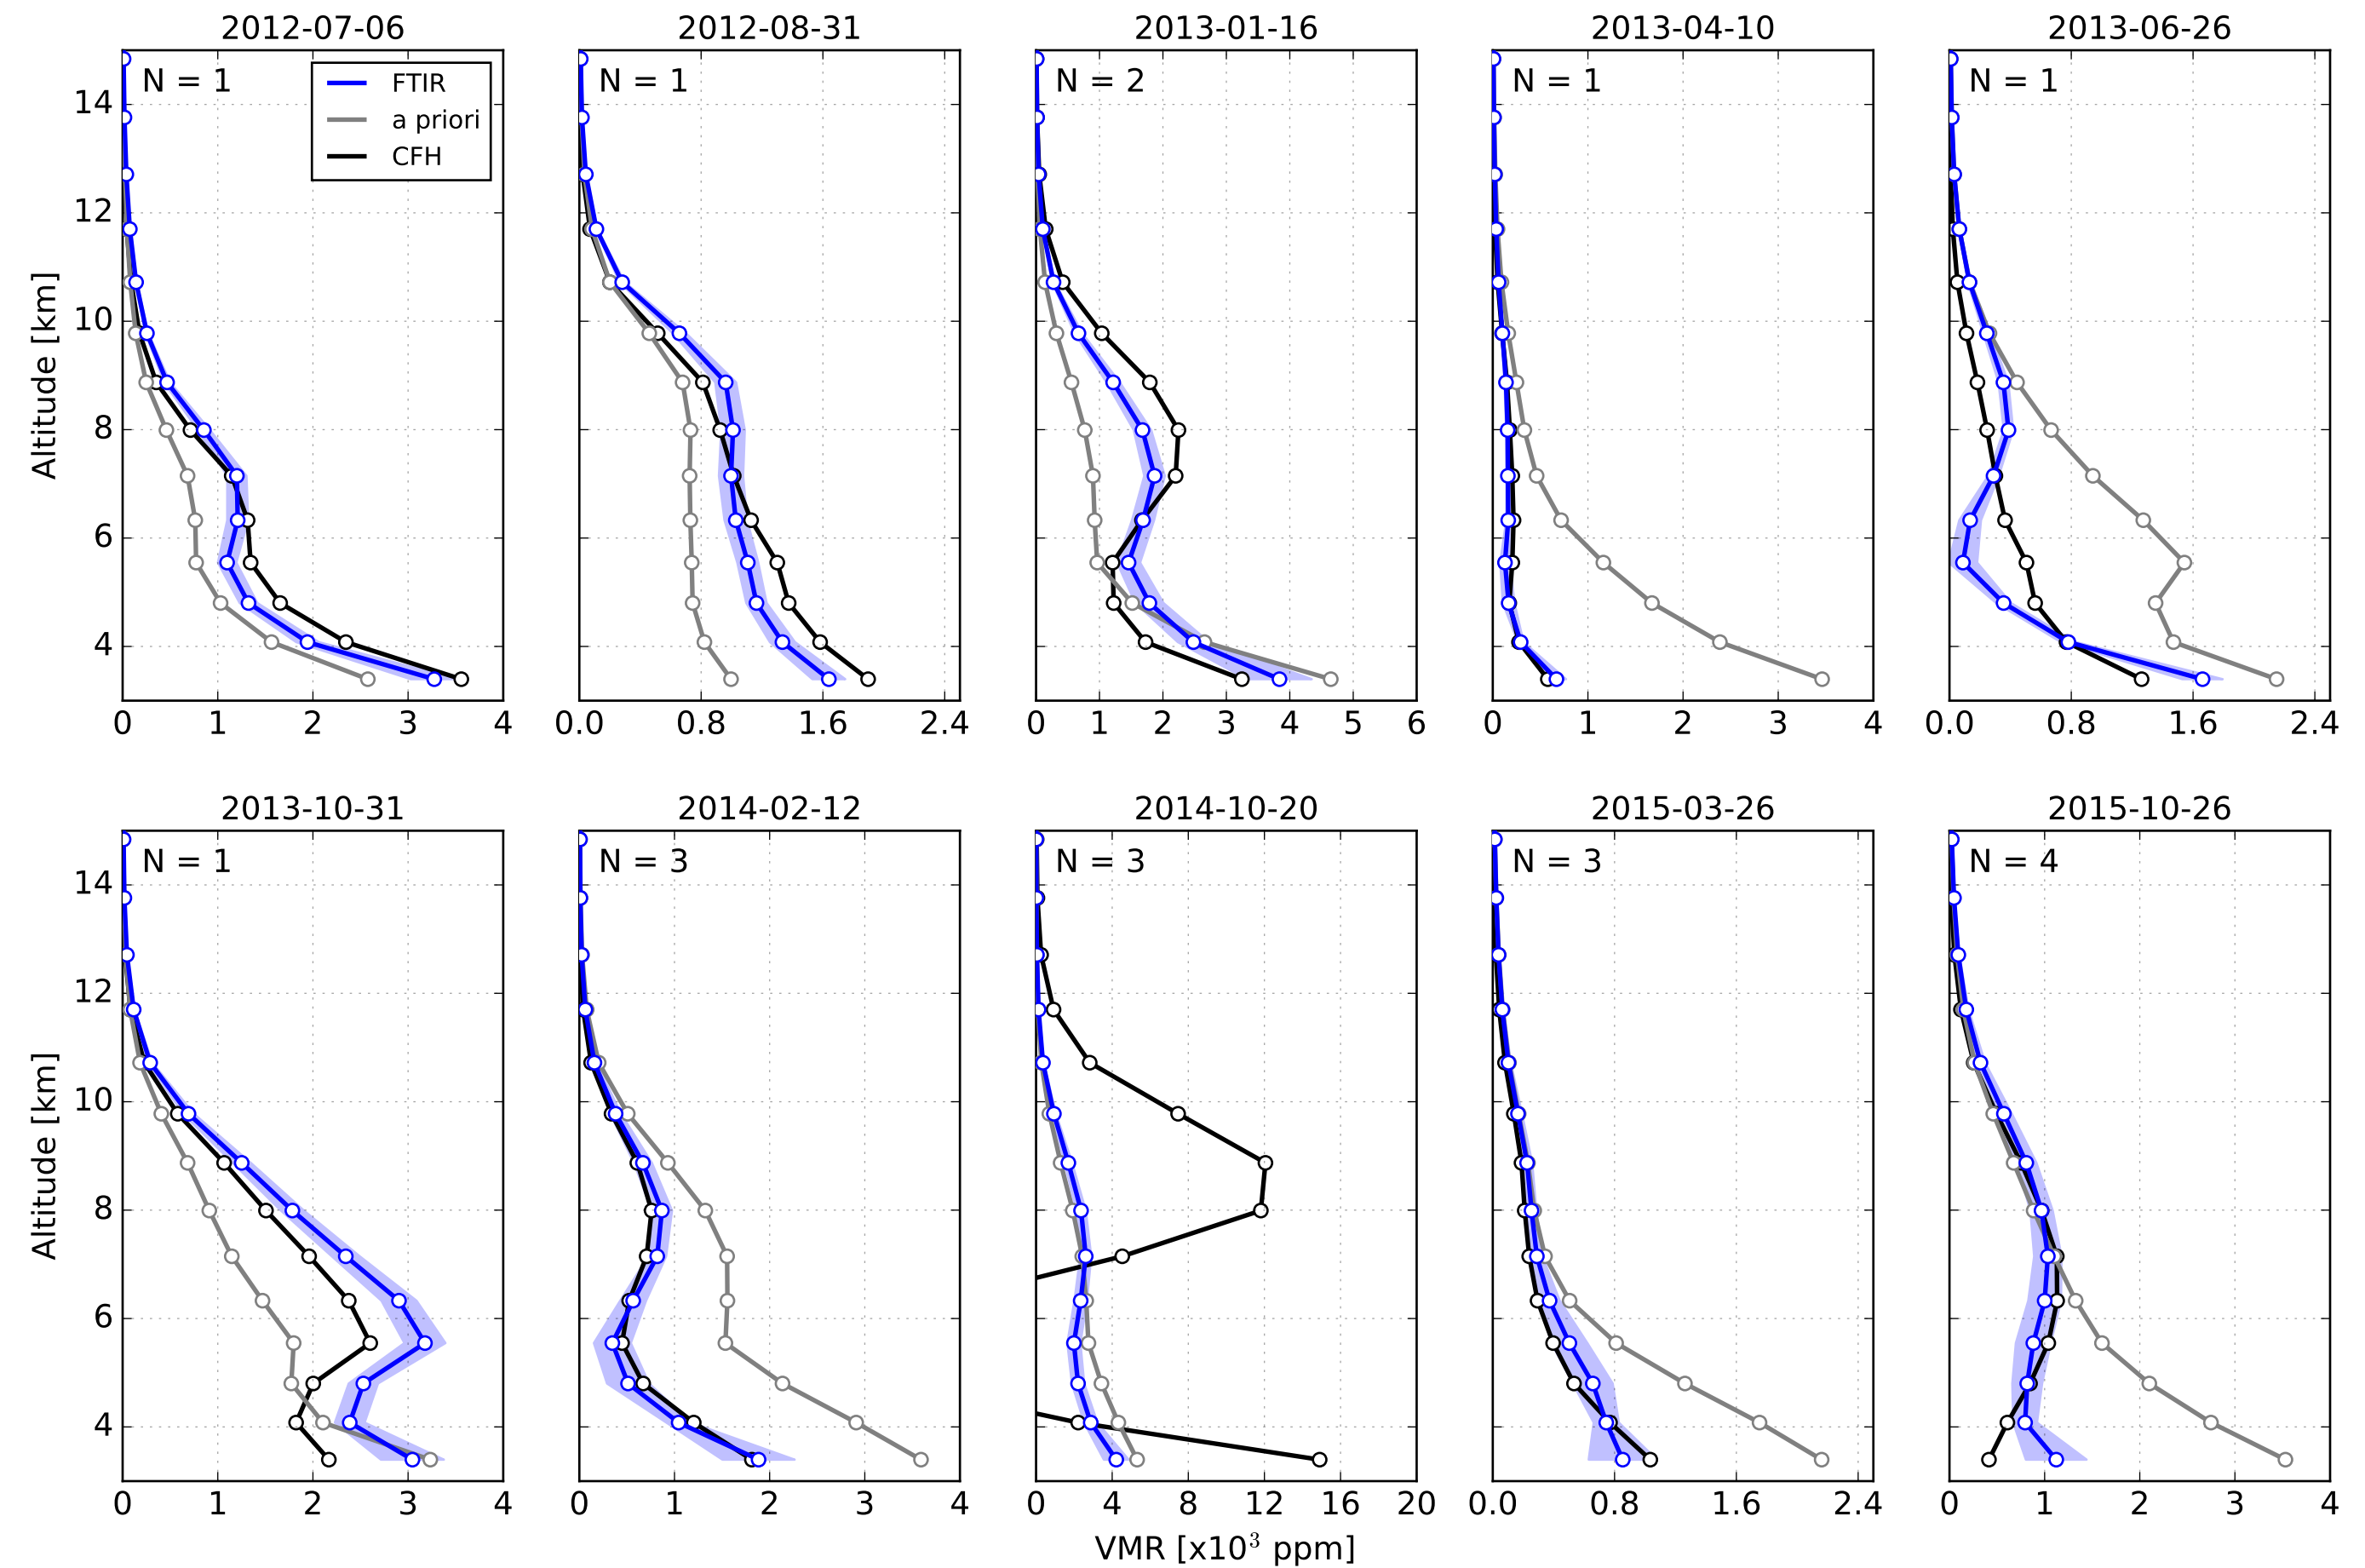 2012-07-06
2012-08-31
2013-01-16
2013-04-10
2013-06-26
N = 1
FTIR
a priori
CFH
N = 1
N = 2
N = 1
N = 1
14
12
10
8
6
4
Altitude [km]
0 1 2 3 4
0.0 0.8 1.6 2.4
0 1 2 3 4 5 6
0 1 2 3 4
0.0 0.8 1.6 2.4
2013-10-31
2014-02-12
2014-10-20
2015-03-26
2015-10-26
N = 1
N = 3
N = 3
N = 3
N = 4
14
12
10
8
6
4
Altitude [km]
0 1 2 3 4
0 1 2 3 4
0 4 8 12 16 20
0.0 0.8 1.6 2.4
0 1 2 3 4
VMR [x10³ ppm]